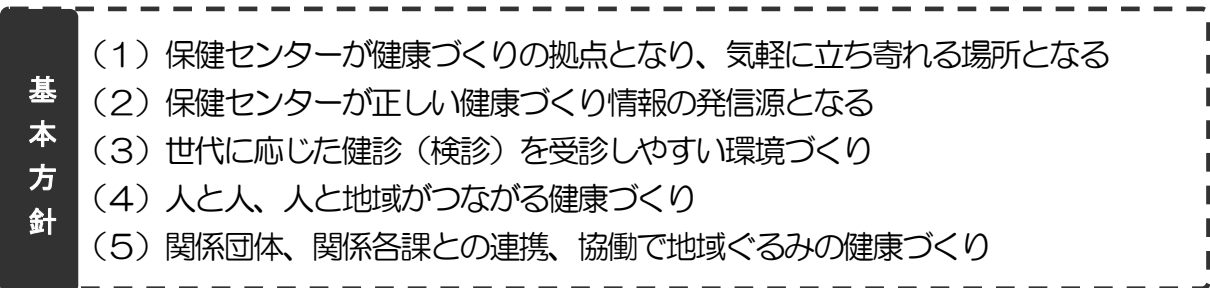 基本方針
(1)保健センターが健康づくりの拠点となり、気軽に立ち寄れる場所となる
(2)保健センターが正しい健康づくり情報の発信源となる
(3)世代に応じた健診(検診)を受診しやすい環境づくり
(4)人と人、人と地域がつながる健康づくり
(5)関係団体、関係各課との連携、協働で地域ぐるみの健康づくり